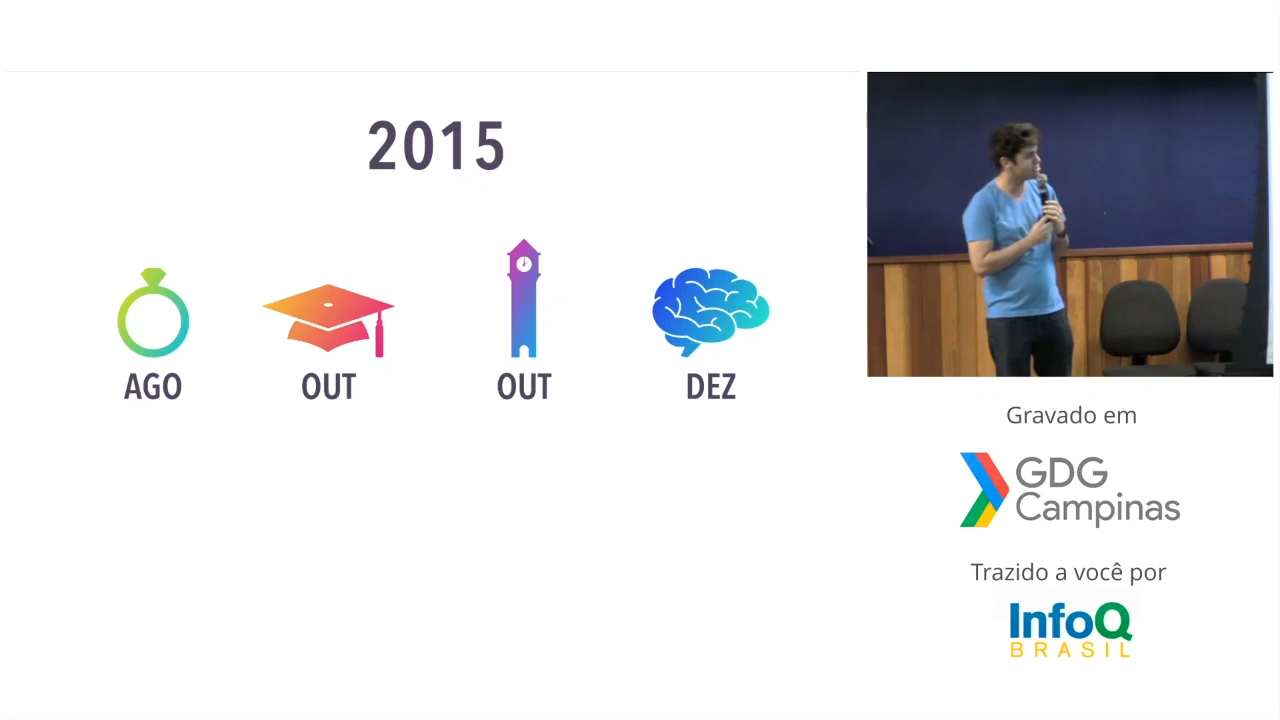 2015
AGO
OUT
OUT
DEZ
Gravado em
GDG
Campinas
Trazido a você por
InfoQ
BRASIL